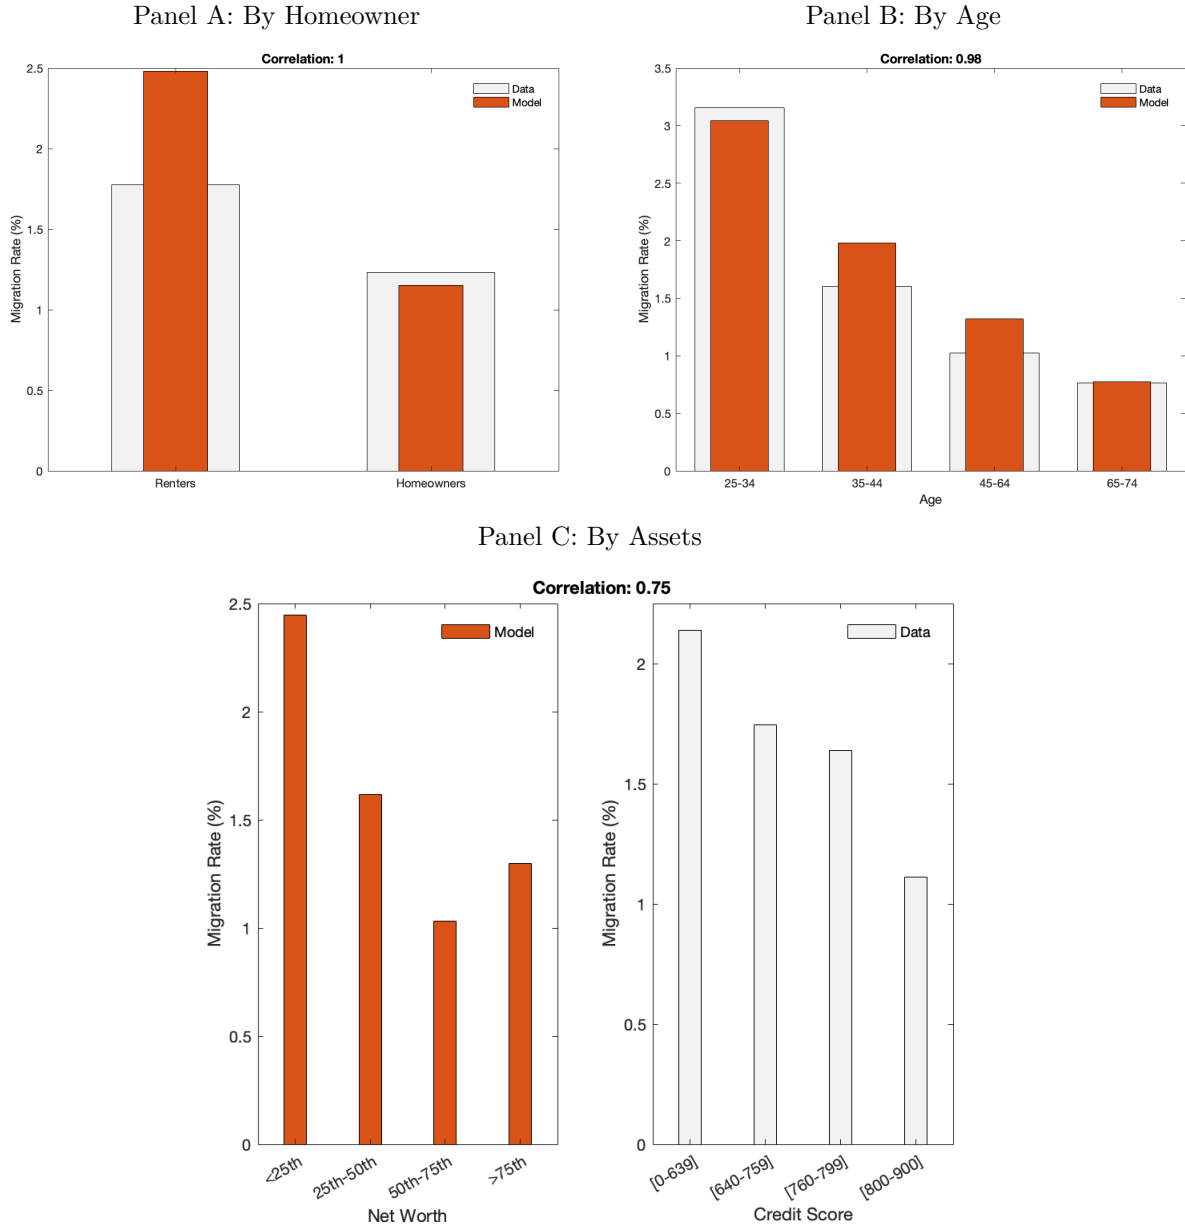 Panel A: By Homeowner
Correlation: 1
Data
Model
Migration Rate (%)
2.5
2
1.5
1
0.5
0
Renters
Homeowners
Panel B: By Age
Correlation: 0.98
Data
Model
Migration Rate (%)
3.5
3
2.5
2
1.5
1
0.5
0
25-34
35-44
45-64
65-74
Age
Panel C: By Assets
Correlation: 0.75
Model
Migration Rate (%)
2.5
2
1.5
1
0.5
0
<25th
25th-50th
50th-75th
>75th
Net Worth
Data
Migration Rate (%)
2
1.5
1
0.5
0
[0-639]
[640-759]
[760-799]
[800-900]
Credit Score